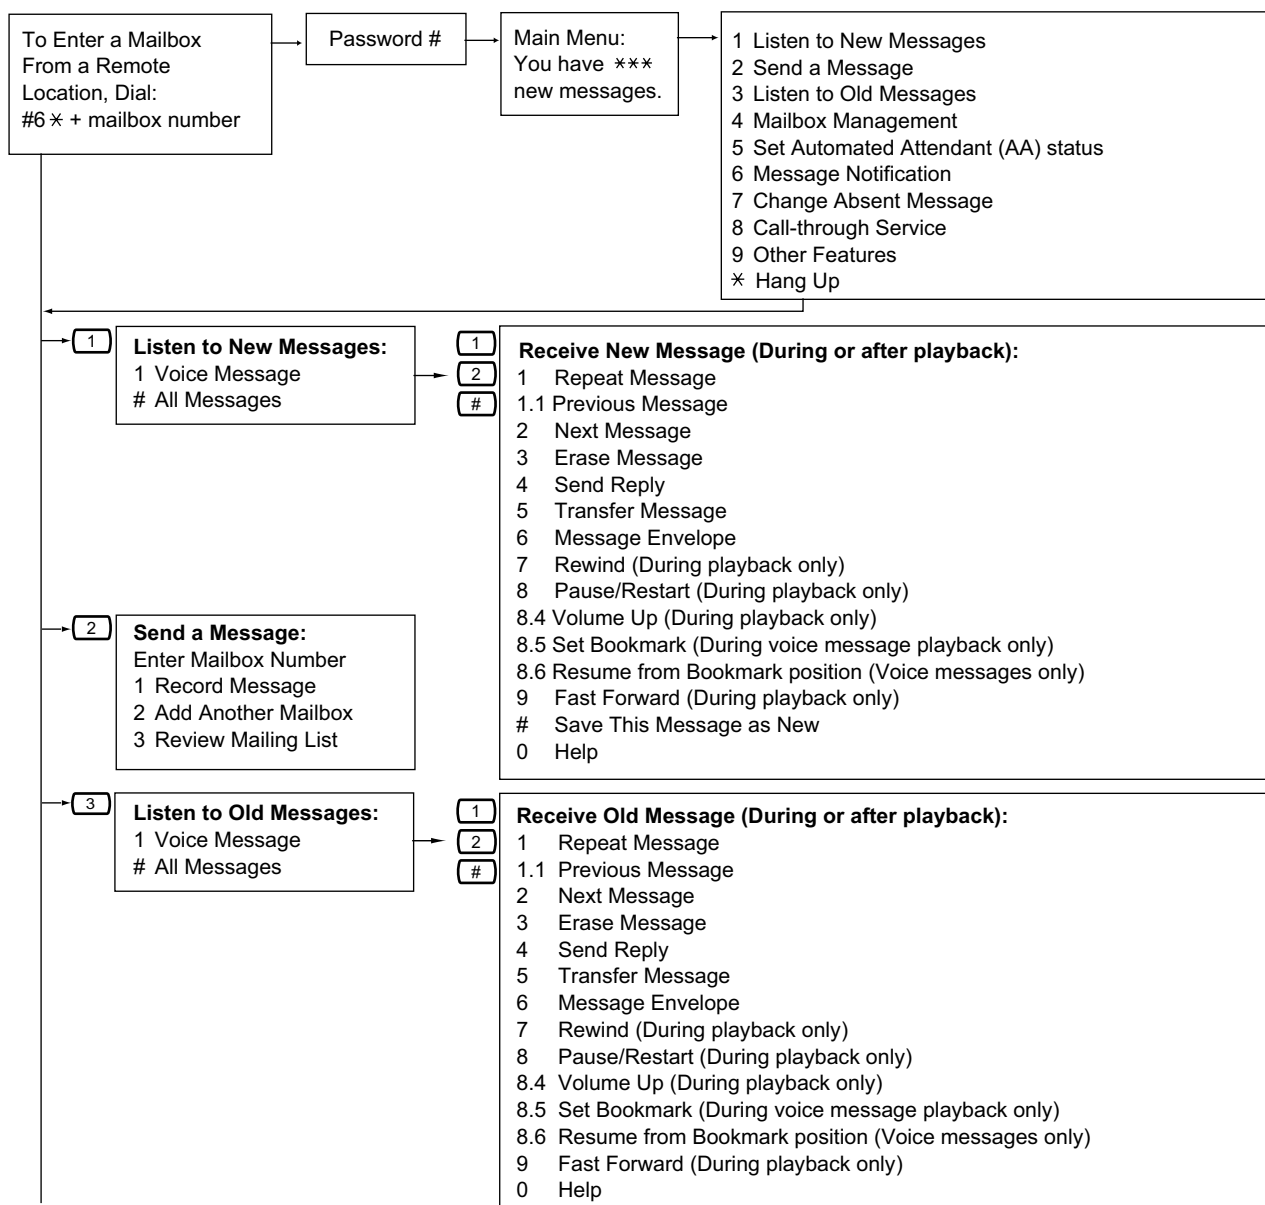 To Enter a Mailbox
From a Remote
Location, Dial:
#6* + mailbox number
Password #
Main Menu:
You have ***
new messages.
1 Listen to New Messages
2 Send a Message
3 Listen to Old Messages
4 Mailbox Management
5 Set Automated Attendant (AA) status
6 Message Notification
7 Change Absent Message
8 Call-through Service
9 Other Features
* Hang Up
1
Listen to New Messages:
1 Voice Message
# All Messages
1
2
#
Receive New Message (During or after playback):
1 Repeat Message
1.1 Previous Message
2 Next Message
3 Erase Message
4 Send Reply
5 Transfer Message
6 Message Envelope
7 Rewind (During playback only)
8 Pause/Restart (During playback only)
8.4 Volume Up (During playback only)
8.5 Set Bookmark (During voice message playback only)
8.6 Resume from Bookmark position (Voice messages only)
9 Fast Forward (During playback only)
# Save This Message as New
0 Help
2
Send a Message:
Enter Mailbox Number
1 Record Message
2 Add Another Mailbox
3 Review Mailing List
3
Listen to Old Messages:
1 Voice Message
# All Messages
1
2
#
Receive Old Message (During or after playback):
1 Repeat Message
1.1 Previous Message
2 Next Message
3 Erase Message
4 Send Reply
5 Transfer Message
6 Message Envelope
7 Rewind (During playback only)
8 Pause/Restart (During playback only)
8.4 Volume Up (During playback only)
8.5 Set Bookmark (During voice message playback only)
8.6 Resume from Bookmark position (Voice messages only)
9 Fast Forward (During playback only)
0 Help